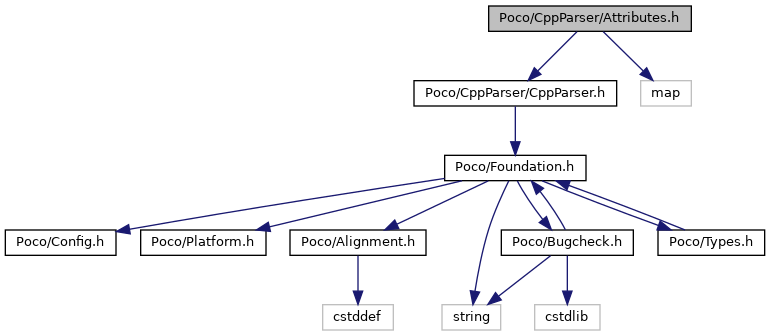 Poco/CppParser/Attributes.h
Poco/CppParser/CppParser.h
map
Poco/Foundation.h
Poco/Config.h
Poco/Platform.h
Poco/Alignment.h
Poco/Bugcheck.h
Poco/Types.h
cstddef
string
cstdlib